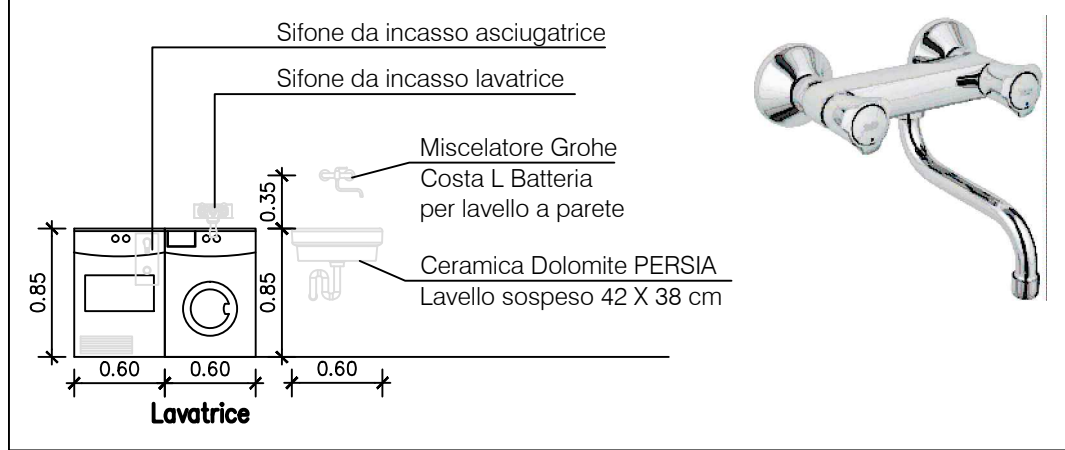 Sifone da incasso asciugatrice
Sifone da incasso lavatrice
Miscelatore Grohe
Costa L Batteria
per lavello a parete
0.35
Ceramica Dolomite PERSIA
Lavello sospeso 42 X 38 cm
0.85
0.85
0.60
0.60
0.60
Lavatrice